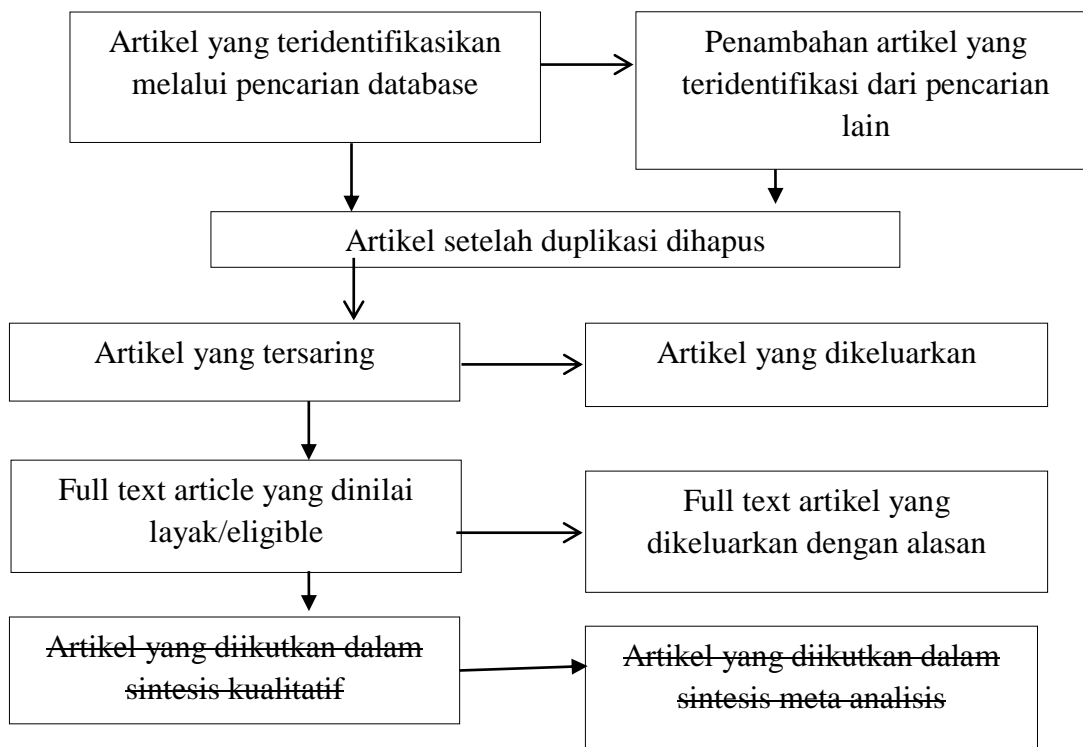 Artikel yang teridentifikasikan
melalui pencarian database
Penambahan artikel yang
teridentifikasi dari pencarian
lain
Artikel setelah duplikasi dihapus
Artikel yang tersaring
Artikel yang dikeluarkan
Full text article yang dinilai
layak/eligible
Full text artikel yang
dikeluarkan dengan alasan
Artikel yang diikutkan dalam
sintesis kualitatif
Artikel yang diikutkan dalam
sintesis meta analisis